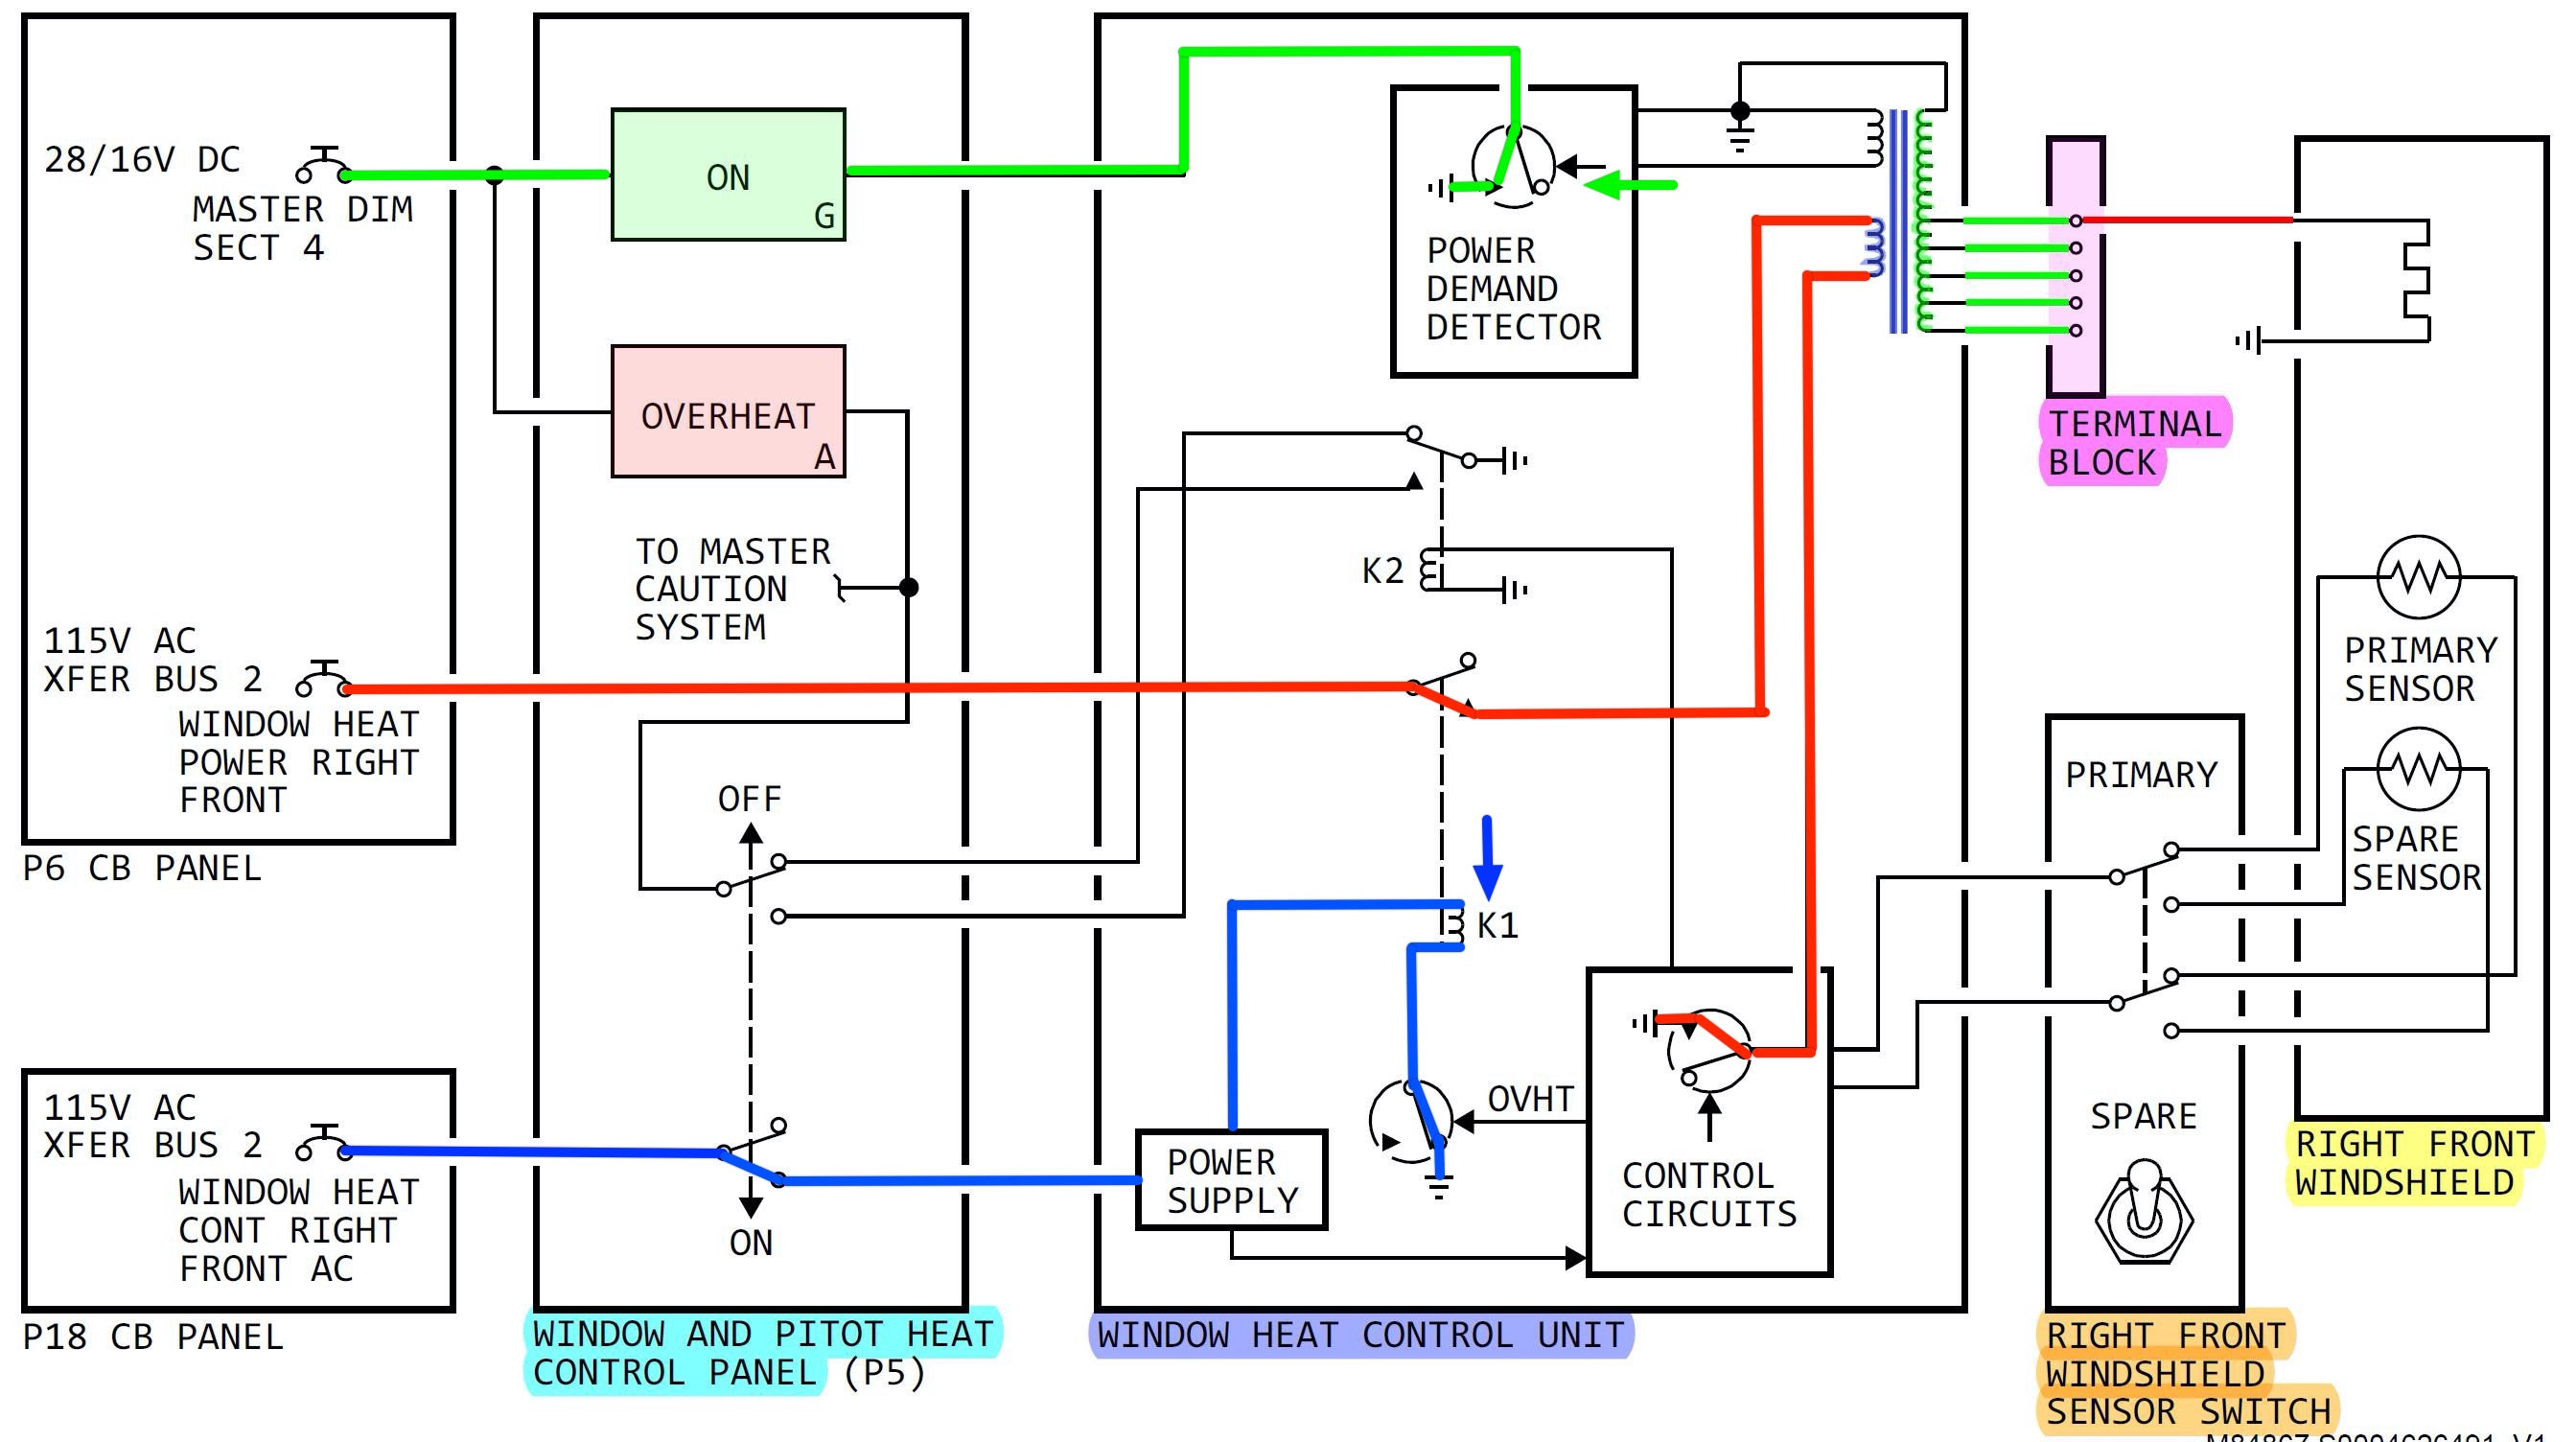 28/16V DC
MASTER DIM
SECT 4
115V AC
XFER BUS 2
WINDOW HEAT
POWER RIGHT
FRONT
P6 CB PANEL
115V AC
XFER BUS 2
WINDOW HEAT
CONT RIGHT
FRONT AC
P18 CB PANEL
ON
G
OVERHEAT
A
TO MASTER
CAUTION
SYSTEM
OFF
ON
WINDOW AND PITOT HEAT
CONTROL PANEL (P5)
POWER
DEMAND
DETECTOR
K2
K1
OVHT
POWER
SUPPLY
CONTROL
CIRCUITS
WINDOW HEAT CONTROL UNIT
TERMINAL
BLOCK
PRIMARY
SENSOR
SPARE
SENSOR
PRIMARY
SPARE
RIGHT FRONT
WINDSHIELD
RIGHT FRONT
WINDSHIELD
SENSOR SWITCH